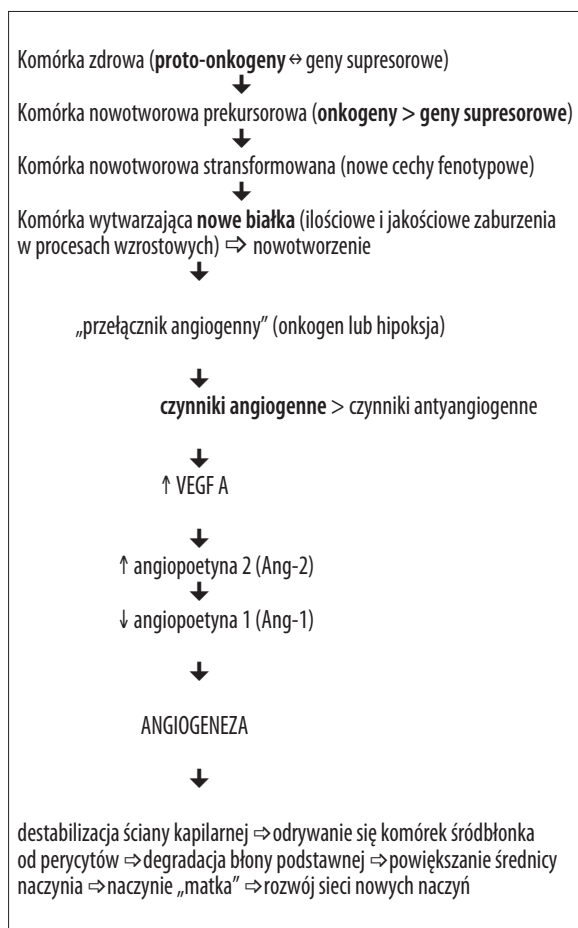 Komórka zdrowa (proto-onkogeny ⇔ geny supresorowe)
🡇
Komórka nowotworowa prekursorowa (onkogeny > geny supresorowe)
🡇
Komórka nowotworowa stransformowana (nowe cechy fenotypowe)
🡇
Komórka wytwarzająca nowe białka (ilościowe i jakościowe zaburzenia
w procesach wzrostowych) ⇨ nowotworzenie
🡇
„przełącznik angiogenny” (onkogen lub hipoksja)
🡇
czynniki angiogenne > czynniki antyangiogenne
🡇
↑ VEGF A
🡇
↑ angiopoetyna 2 (Ang-2)
🡇
↓ angiopoetyna 1 (Ang-1)
🡇
ANGIOGENEZA
🡇
destabilizacja ściany kapilarnej ⇨ odrywanie się komórek śródbłonka
od perycytów ⇨ degradacja błony podstawnej ⇨ powiększanie średnicy
naczynia ⇨ naczynie „matka” ⇨ rozwój sieci nowych naczyń